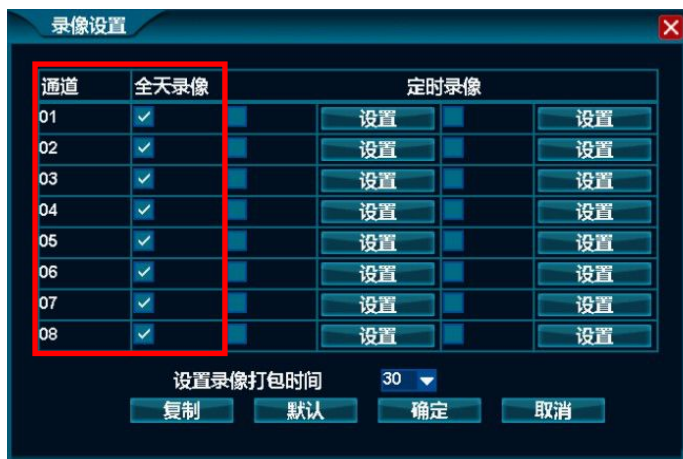 录像设置
通道 全天录像 定时录像
01 设置 设置
02 设置 设置
03 设置 设置
04 设置 设置
05 设置 设置
06 设置 设置
07 设置 设置
08 设置 设置
设置录像打包时间 30
复制 默认 确定 取消